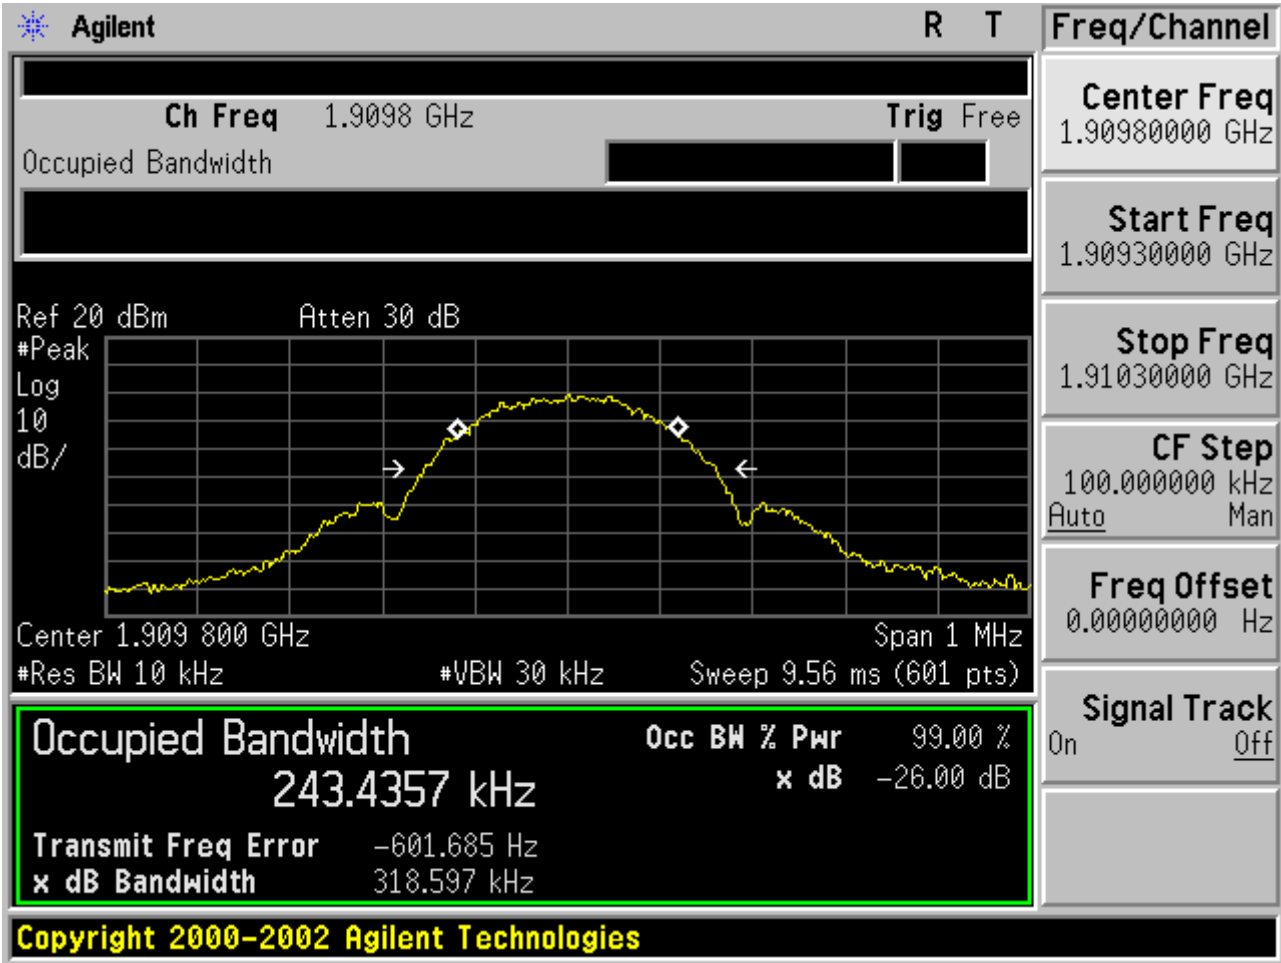 Agilent R T Freq/Channel
Ch Freq 1.9098 GHz Trig Free
Occupied Bandwidth
Center Freq
1.90980000 GHz
Start Freq
1.90930000 GHz
Stop Freq
1.91030000 GHz
CF Step
100.000000 kHz
Auto Man
Freq Offset
0.00000000 Hz
Signal Track
On Off
Ref 20 dBm Atten 30 dB
#Peak
Log
10
dB/
Center 1.909 800 GHz Span 1 MHz
#Res BW 10 kHz #VBW 30 kHz Sweep 9.56 ms (601 pts)
Occupied Bandwidth Occ BW % Pwr 99.00 %
243.4357 kHz x dB -26.00 dB
Transmit Freq Error -601.685 Hz
x dB Bandwidth 318.597 kHz
Copyright 2000-2002 Agilent Technologies